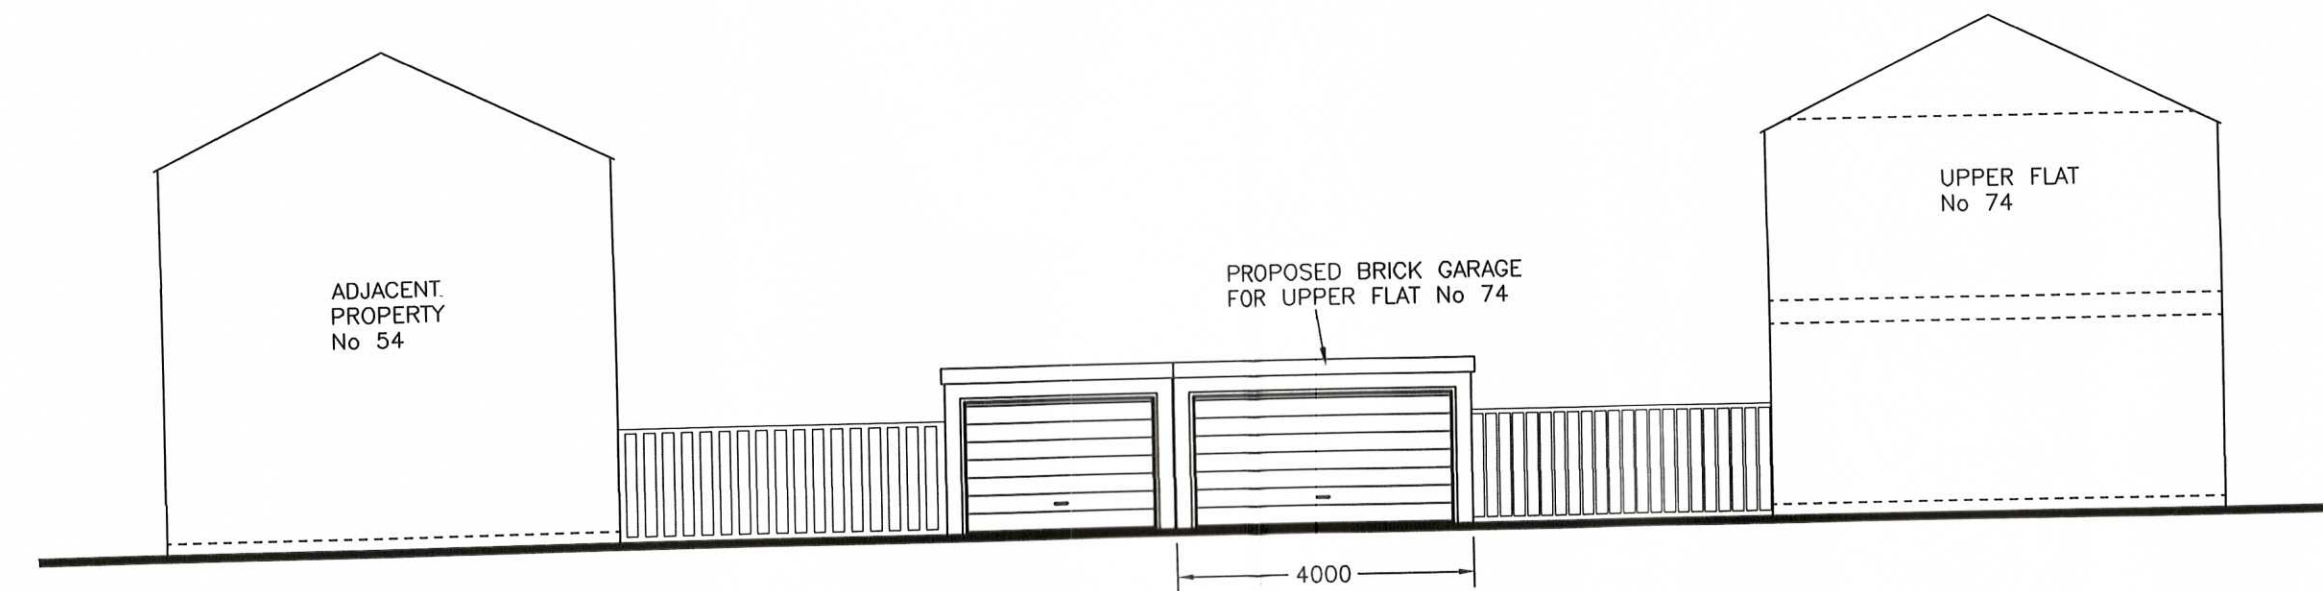 ADJACENT
PROPERTY
No 54
PROPOSED BRICK GARAGE
FOR UPPER FLAT No 74
UPPER FLAT
No 74
4000